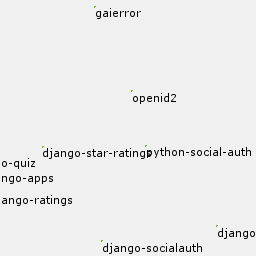 gaierror
openid2
django-star-ratings
python-social-auth
o-quiz
ngo-apps
ango-ratings
django
django-socialauth